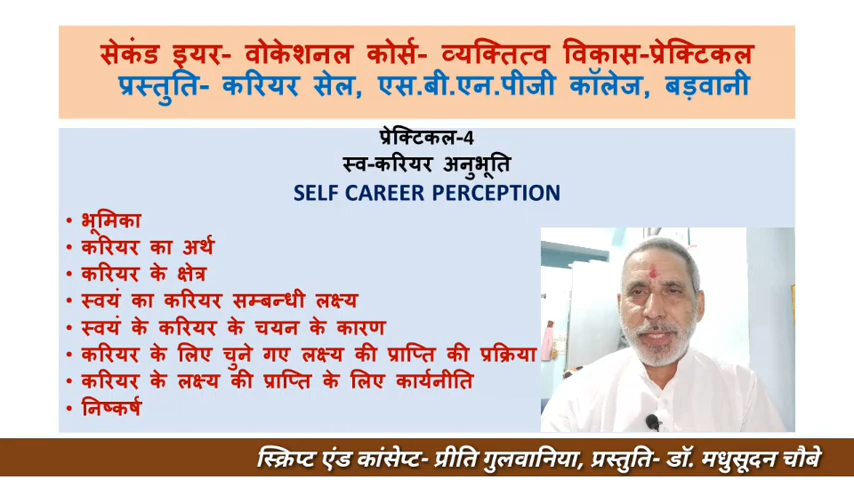 सेकंड इयर- वोकेशनल कोर्स- व्यक्तित्व विकास-प्रेक्टिकल
प्रस्तुति- करियर सेल, एस.बी.एन.पीजी कॉलेज, बड़वानी
प्रेक्टिकल-4
स्व-करियर अनुभूति
SELF CAREER PERCEPTION
• भूमिका
• करियर का अर्थ
• करियर के क्षेत्र
• स्वयं का करियर सम्बन्धी लक्ष्य
• स्वयं के करियर के चयन के कारण
• करियर के लिए चुने गए लक्ष्य की प्राप्ति की प्रक्रिया
• करियर के लक्ष्य की प्राप्ति के लिए कार्यनीति
• निष्कर्ष
स्क्रिप्ट एंड कांसेप्ट- प्रीति गुलवानिया, प्रस्तुति- डॉ. मधुसूदन चौबे